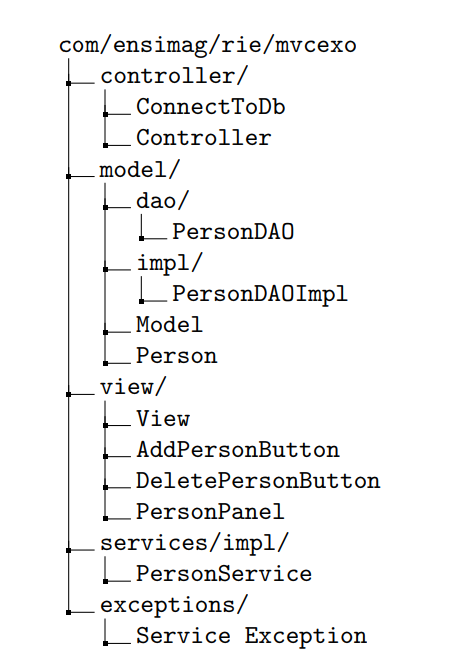 com/ensimag/rie/mvcexo
controller/
ConnectToDb
Controller
model/
dao/
PersonDAO
impl/
PersonDAOImpl
Model
Person
view/
View
AddPersonButton
DeletePersonButton
PersonPanel
services/impl/
PersonService
exceptions/
Service Exception